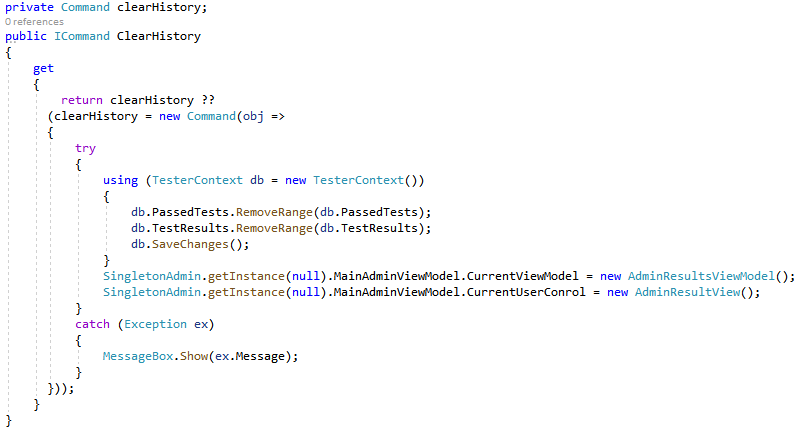 private Command clearHistory;
0 references
public ICommand ClearHistory
{
    get
    {
        return clearHistory ??
      (clearHistory = new Command(obj =>
      {
          try
          {
              using (TesterContext db = new TesterContext())
              {
                  db.PassedTests.RemoveRange(db.PassedTests);
                  db.TestResults.RemoveRange(db.TestResults);
                  db.SaveChanges();
              }
              SingletonAdmin.getInstance(null).MainAdminViewModel.CurrentViewModel = new AdminResultsViewModel();
              SingletonAdmin.getInstance(null).MainAdminViewModel.CurrentUserConrol = new AdminResultView();
          }
          catch (Exception ex)
          {
              MessageBox.Show(ex.Message);
          }
      }));
    }
}